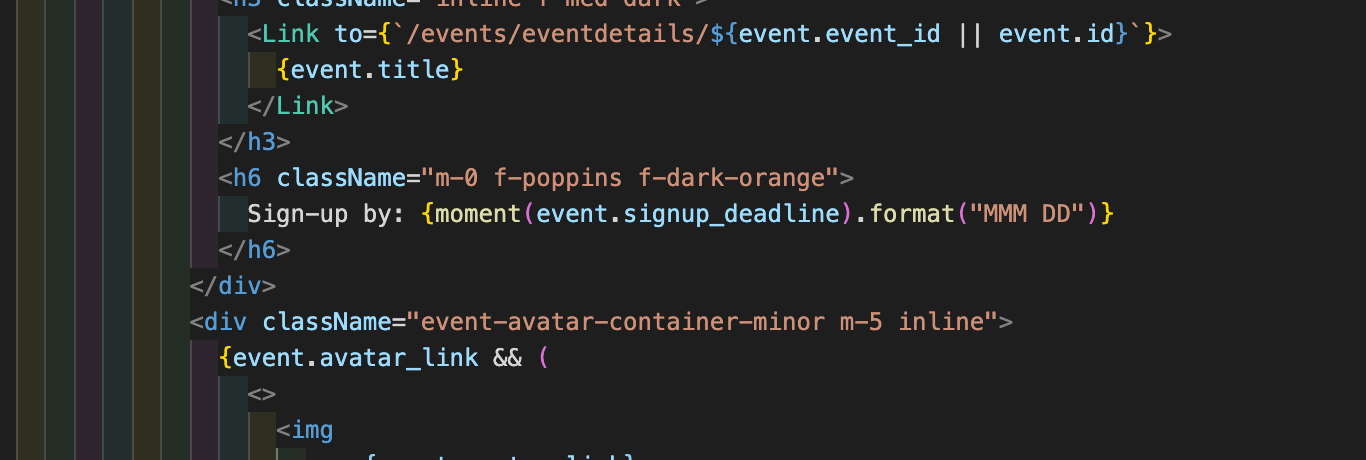 <h3 className="inline f-med-dark">
<Link to={`/events/eventdetails/${event.event_id || event.id}`}>
{event.title}
</Link>
</h3>
<h6 className="m-0 f-poppins f-dark-orange">
Sign-up by: {moment(event.signup_deadline).format("MMM DD")}
</h6>
</div>
<div className="event-avatar-container-minor m-5 inline">
{event.avatar_link && (
<>
<img